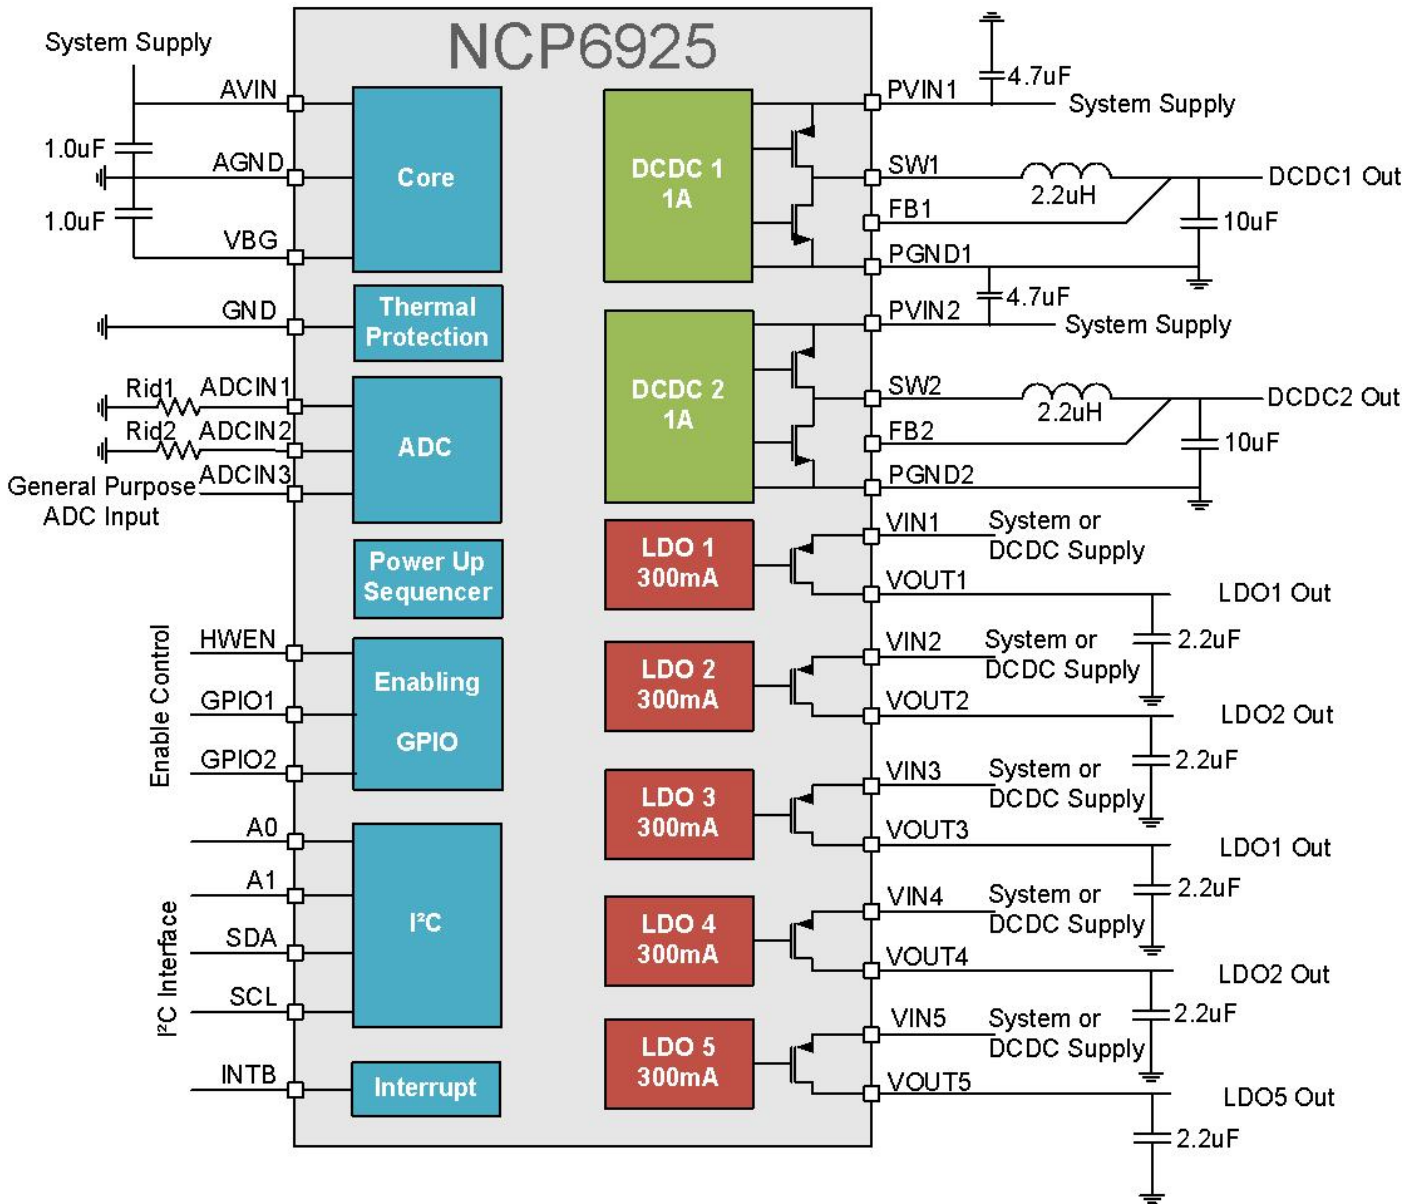 NCP6925
System Supply
AVIN
1.0uF
AGND
1.0uF
VBG
Core
GND
Thermal
Protection
Rid1
ADCIN1
Rid2
ADCIN2
ADCIN3
General Purpose
ADC Input
ADC
Power Up
Sequencer
Enable Control
HWEN
GPIO1
GPIO2
Enabling
GPIO
I²C Interface
A0
A1
SDA
SCL
I²C
INTB
Interrupt
DCDC 1
1A
PVIN1
4.7uF
System Supply
SW1
2.2uH
DCDC1 Out
FB1
10uF
PGND1
4.7uF
DCDC 2
1A
PVIN2
System Supply
SW2
2.2uH
DCDC2 Out
FB2
10uF
PGND2
LDO 1
300mA
VIN1
System or
DCDC Supply
VOUT1
LDO1 Out
2.2uF
LDO 2
300mA
VIN2
System or
DCDC Supply
VOUT2
LDO2 Out
2.2uF
LDO 3
300mA
VIN3
System or
DCDC Supply
VOUT3
LDO1 Out
2.2uF
LDO 4
300mA
VIN4
System or
DCDC Supply
VOUT4
LDO2 Out
2.2uF
LDO 5
300mA
VIN5
System or
DCDC Supply
VOUT5
LDO5 Out
2.2uF